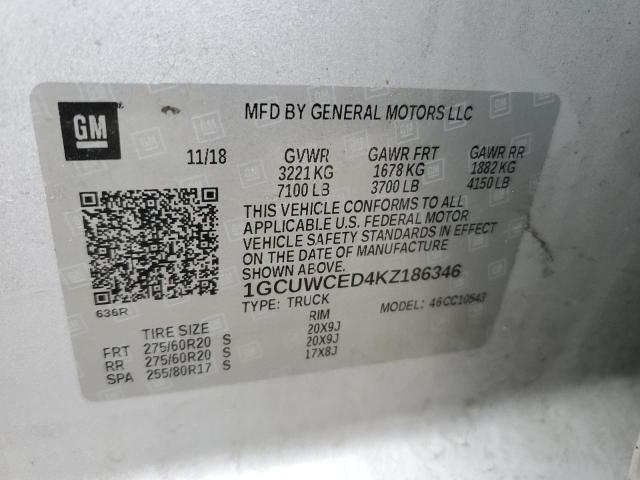 GM
MFD BY GENERAL MOTORS LLC
11/18 GVWR GAWR FRT GAWR RR
3221 KG 1678 KG 1882 KG
7100 LB 3700 LB 4150 LB
THIS VEHICLE CONFORMS TO ALL
APPLICABLE U.S. FEDERAL MOTOR
VEHICLE SAFETY STANDARDS IN EFFECT
ON THE DATE OF MANUFACTURE
SHOWN ABOVE.
1GCUWCED4KZ186346
TYPE: TRUCK MODEL: 46CC10543
636R
TIRE SIZE RIM
FRT 275/60R20 S 20X9J
RR 275/60R20 S 20X9J
SPA 255/80R17 S 17X8J